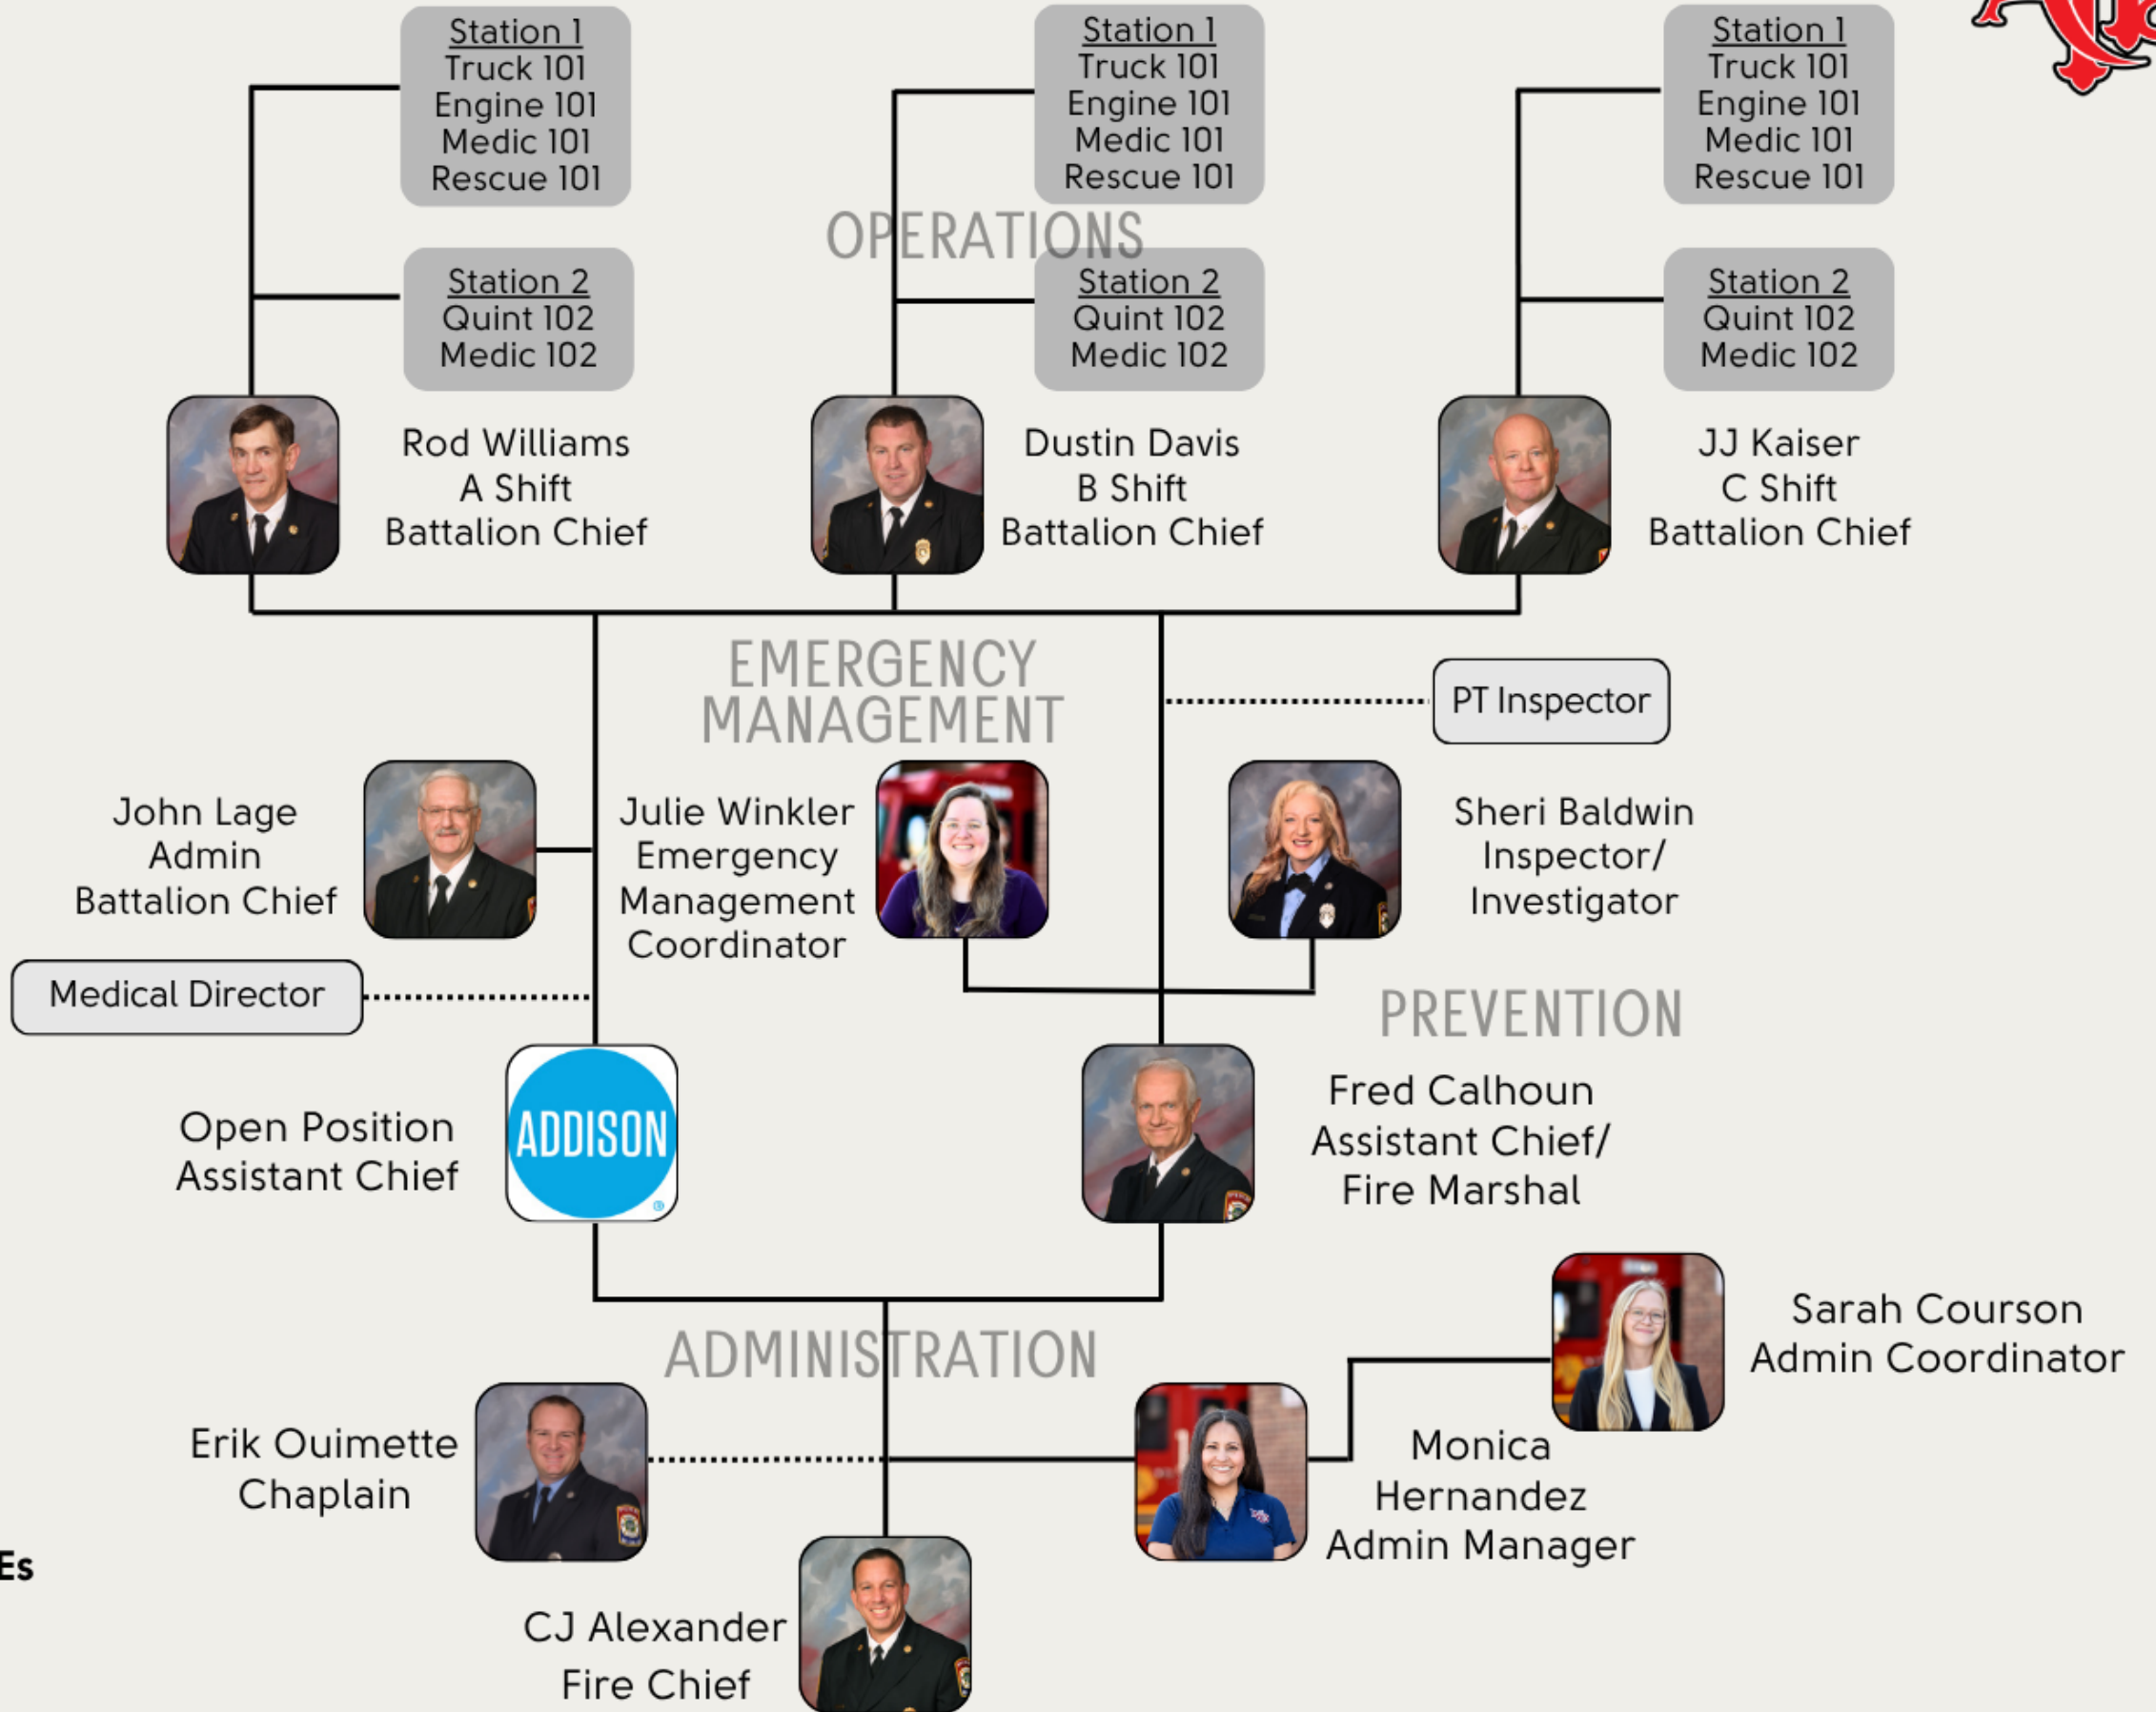 Station 1
Truck 101
Engine 101
Medic 101
Rescue 101
Station 1
Truck 101
Engine 101
Medic 101
Rescue 101
Station 1
Truck 101
Engine 101
Medic 101
Rescue 101
OPERATIONS
Station 2
Quint 102
Medic 102
Station 2
Quint 102
Medic 102
Station 2
Quint 102
Medic 102
Rod Williams
A Shift
Battalion Chief
Dustin Davis
B Shift
Battalion Chief
JJ Kaiser
C Shift
Battalion Chief
EMERGENCY
MANAGEMENT
PT Inspector
John Lage
Admin
Battalion Chief
Julie Winkler
Emergency
Management
Coordinator
Sheri Baldwin
Inspector/
Investigator
Medical Director
PREVENTION
Open Position
Assistant Chief
ADDISON
®
Fred Calhoun
Assistant Chief/
Fire Marshal
ADMINISTRATION
Sarah Courson
Admin Coordinator
Erik Ouimette
Chaplain
Monica
Hernandez
Admin Manager
Es
CJ Alexander
Fire Chief